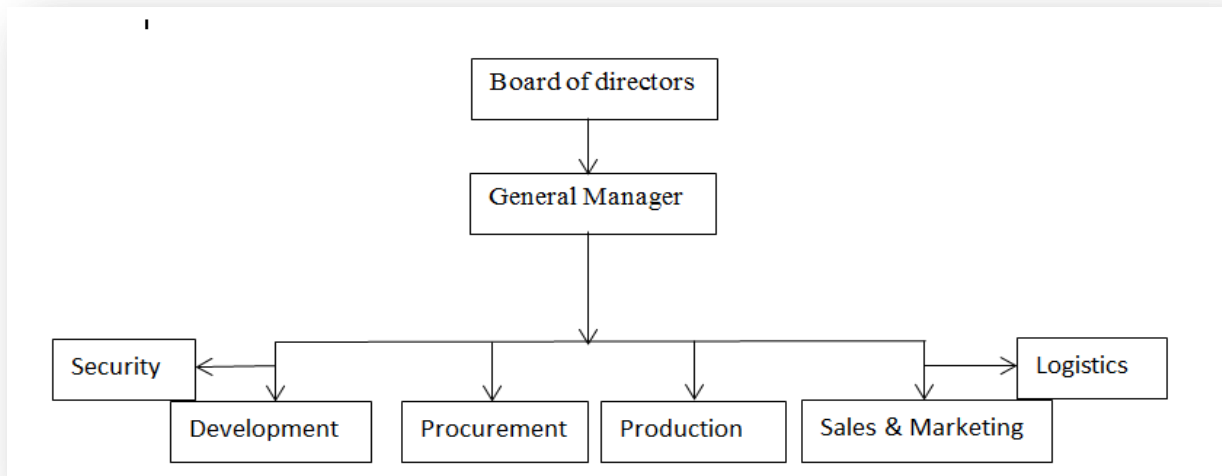 Board of directors
General Manager
Security
Logistics
Development
Procurement
Production
Sales & Marketing